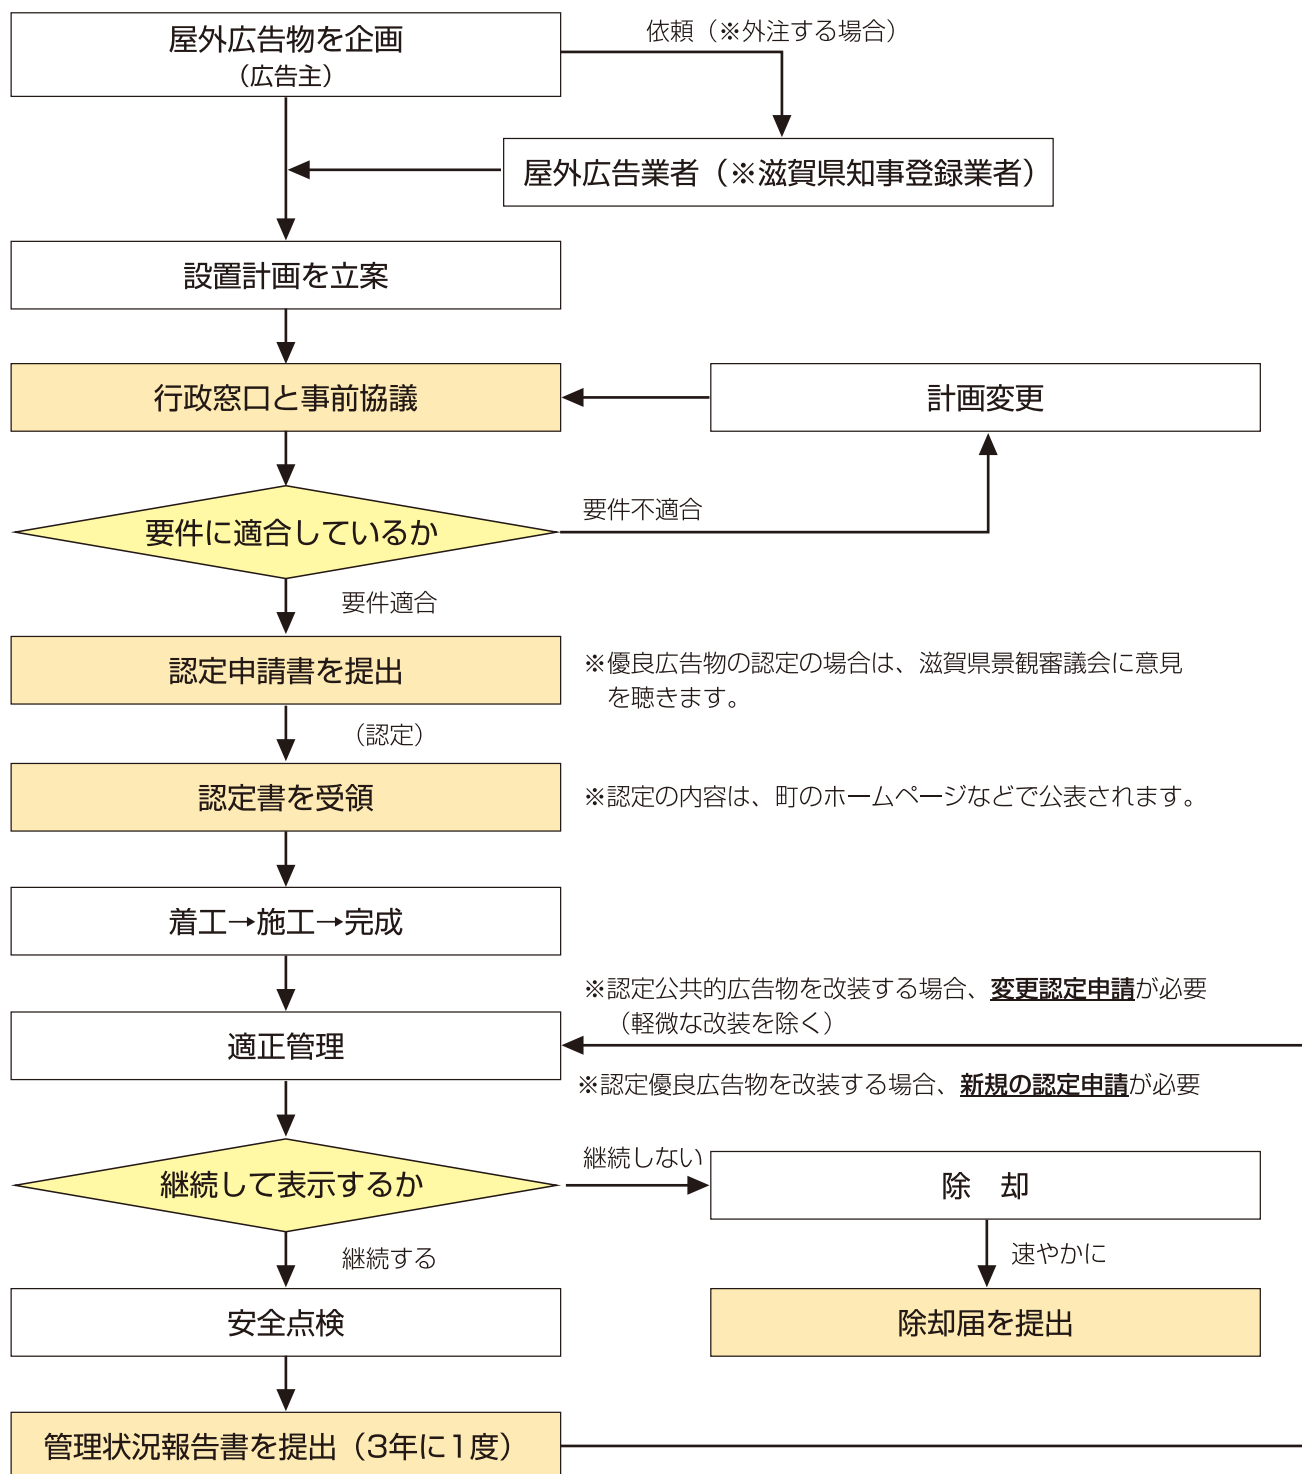 屋外広告物を企画
（広告主）
依頼（※外注する場合）
屋外広告業者（※滋賀県知事登録業者）
設置計画を立案
行政窓口と事前協議
計画変更
要件に適合しているか
要件不適合
要件適合
認定申請書を提出
※優良広告物の認定の場合は、滋賀県景観審議会に意見
を聴きます。
（認定）
認定書を受領
※認定の内容は、町のホームページなどで公表されます。
着工→施工→完成
※認定公共的広告物を改装する場合、変更認定申請が必要
（軽微な改装を除く）
適正管理
※認定優良広告物を改装する場合、新規の認定申請が必要
継続して表示するか
継続しない
除　却
継続する
速やかに
安全点検
除却届を提出
管理状況報告書を提出（3年に1度）